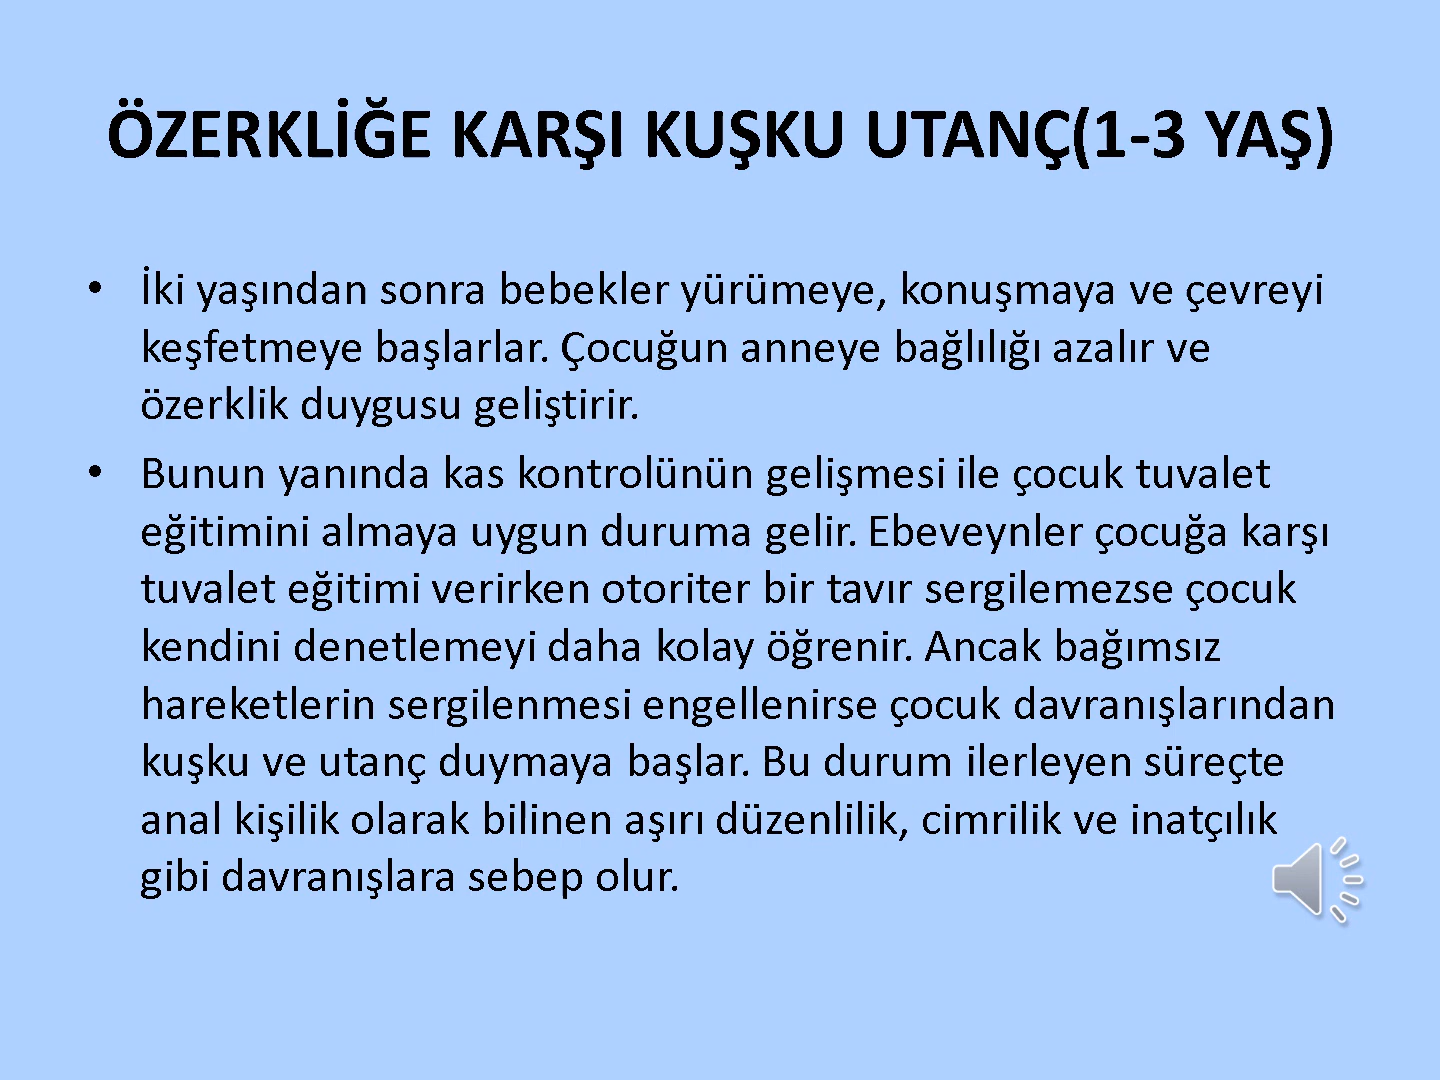 ÖZERKLİĞE KARŞI KUŞKU UTANÇ(1-3 YAŞ)
• İki yaşından sonra bebekler yürümeye, konuşmaya ve çevreyi
keşfetmeye başlarlar. Çocuğun anneye bağlılığı azalır ve
özerklik duygusu geliştirir.
• Bunun yanında kas kontrolünün gelişmesi ile çocuk tuvalet
eğitimini almaya uygun duruma gelir. Ebeveynler çocuğa karşı
tuvalet eğitimi verirken otoriter bir tavır sergilemezse çocuk
kendini denetlemeyi daha kolay öğrenir. Ancak bağımsız
hareketlerin sergilenmesi engellenirse çocuk davranışlarından
kuşku ve utanç duymaya başlar. Bu durum ilerleyen süreçte
anal kişilik olarak bilinen aşırı düzenlilik, cimrilik ve inatçılık
gibi davranışlara sebep olur.